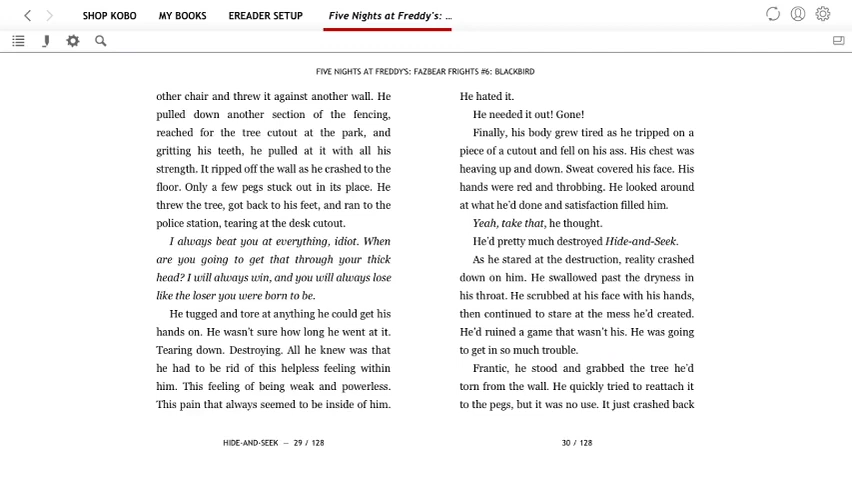 SHOP KOBO MY BOOKS EREADER SETUP Five Nights at Freddy's: ...
FIVE NIGHTS AT FREDDY'S: FAZBEAR FRIGHTS #6: BLACKBIRD
other chair and threw it against another wall. He
pulled down another section of the fencing,
reached for the tree cutout at the park, and
gritting his teeth, he pulled at it with all his
strength. It ripped off the wall as he crashed to the
floor. Only a few pegs stuck out in its place. He
threw the tree, got back to his feet, and ran to the
police station, tearing at the desk cutout.
I always beat you at everything, idiot. When
are you going to get that through your thick
head? I will always win, and you will always lose
like the loser you were born to be.
He tugged and tore at anything he could get his
hands on. He wasn't sure how long he went at it.
Tearing down. Destroying. All he knew was that
he had to be rid of this helpless feeling within
him. This feeling of being weak and powerless.
This pain that always seemed to be inside of him.
HIDE-AND-SEEK — 29 / 128
He hated it.
He needed it out! Gone!
Finally, his body grew tired as he tripped on a
piece of a cutout and fell on his ass. His chest was
heaving up and down. Sweat covered his face. His
hands were red and throbbing. He looked around
at what he'd done and satisfaction filled him.
Yeah, take that, he thought.
He'd pretty much destroyed Hide-and-Seek.
As he stared at the destruction, reality crashed
down on him. He swallowed past the dryness in
his throat. He scrubbed at his face with his hands,
then continued to stare at the mess he'd created.
He'd ruined a game that wasn't his. He was going
to get in so much trouble.
Frantic, he stood and grabbed the tree he'd
torn from the wall. He quickly tried to reattach it
to the pegs, but it was no use. It just crashed back
30 / 128